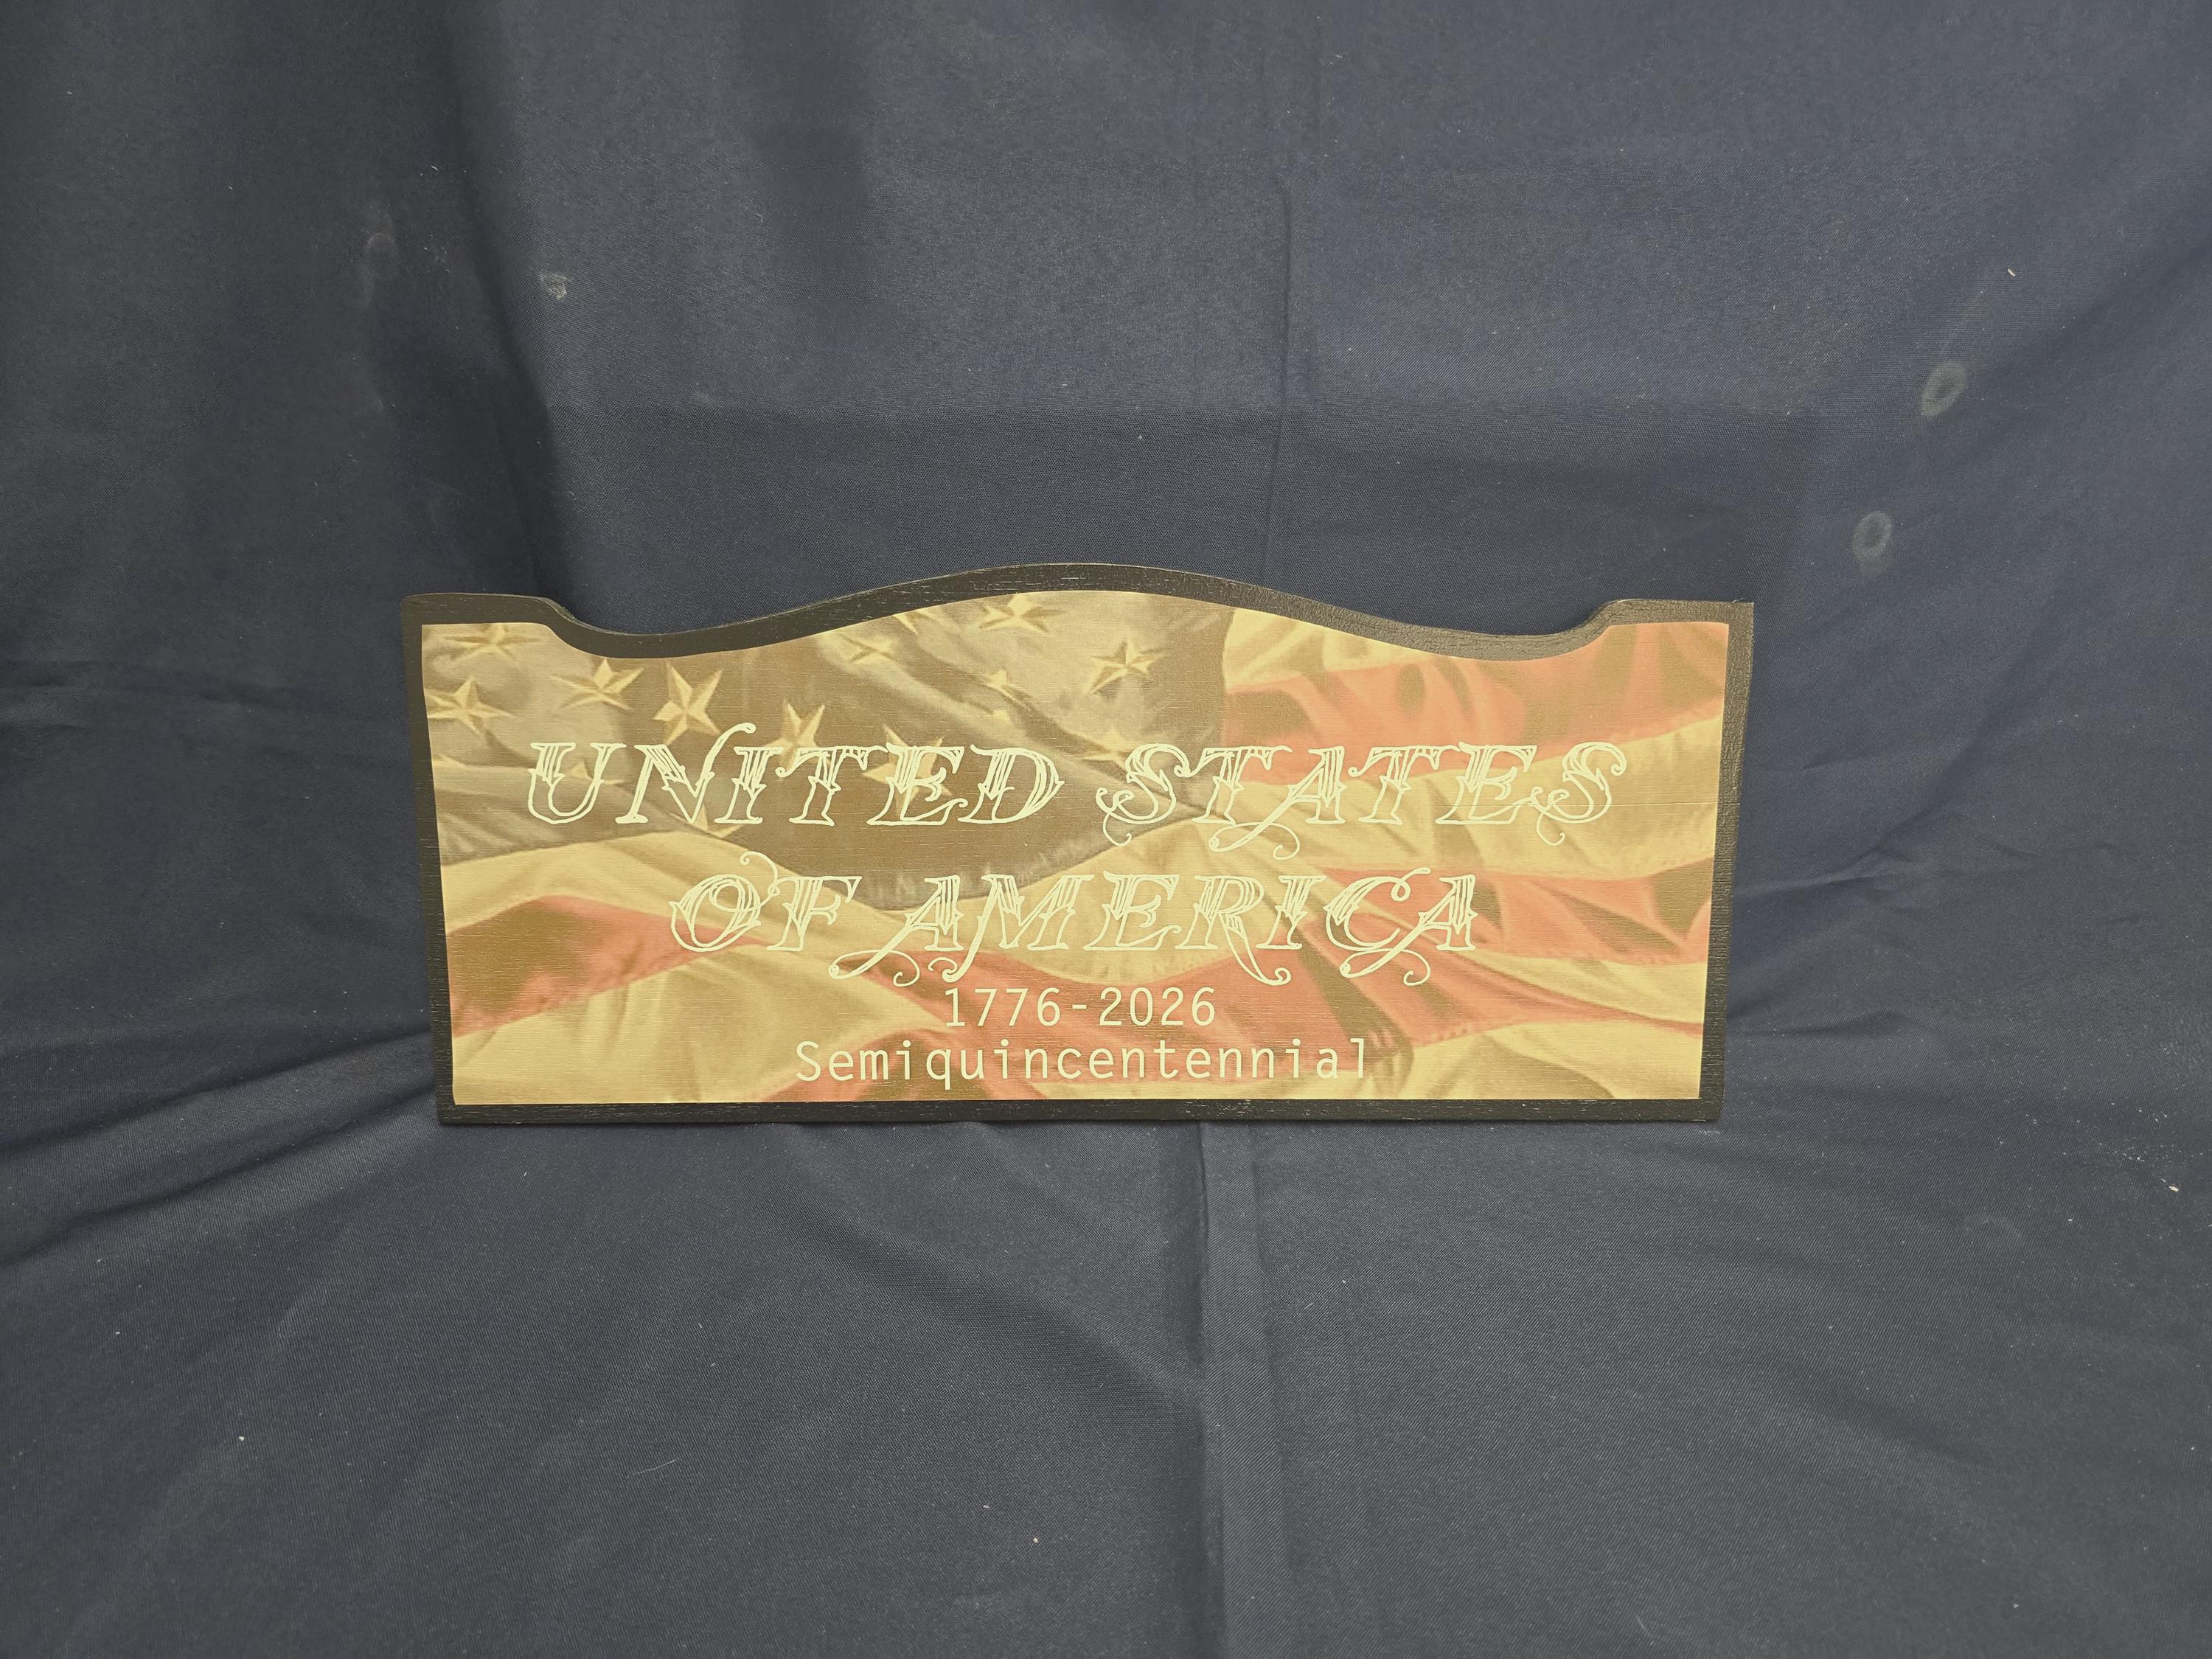 UNITED STATES
OF AMERICA
1776-2026
Semiquincentennial